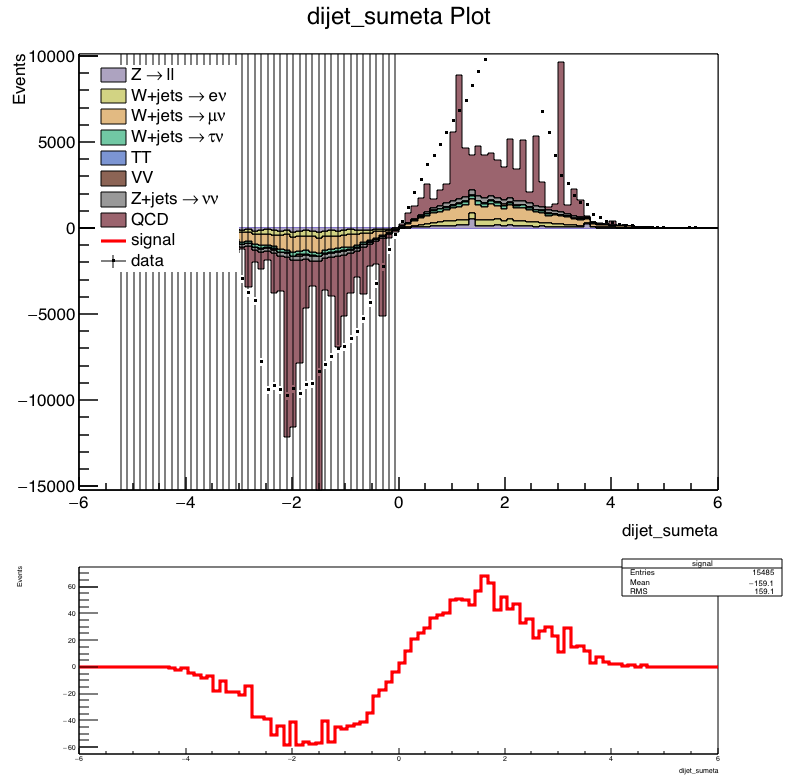 dijet_sumeta Plot
Events
10000
5000
0
−5000
−10000
−15000
Z → ll
W+jets → eν
W+jets → μν
W+jets → τν
TT
VV
Z+jets → νν
QCD
signal
data
−6 −4 −2 0 2 4 6
dijet_sumeta
Events
60
40
20
0
−20
−40
−60
signal
Entries 15485
Mean −159.1
RMS 159.1
−6 −4 −2 0 2 4 6
dijet_sumeta